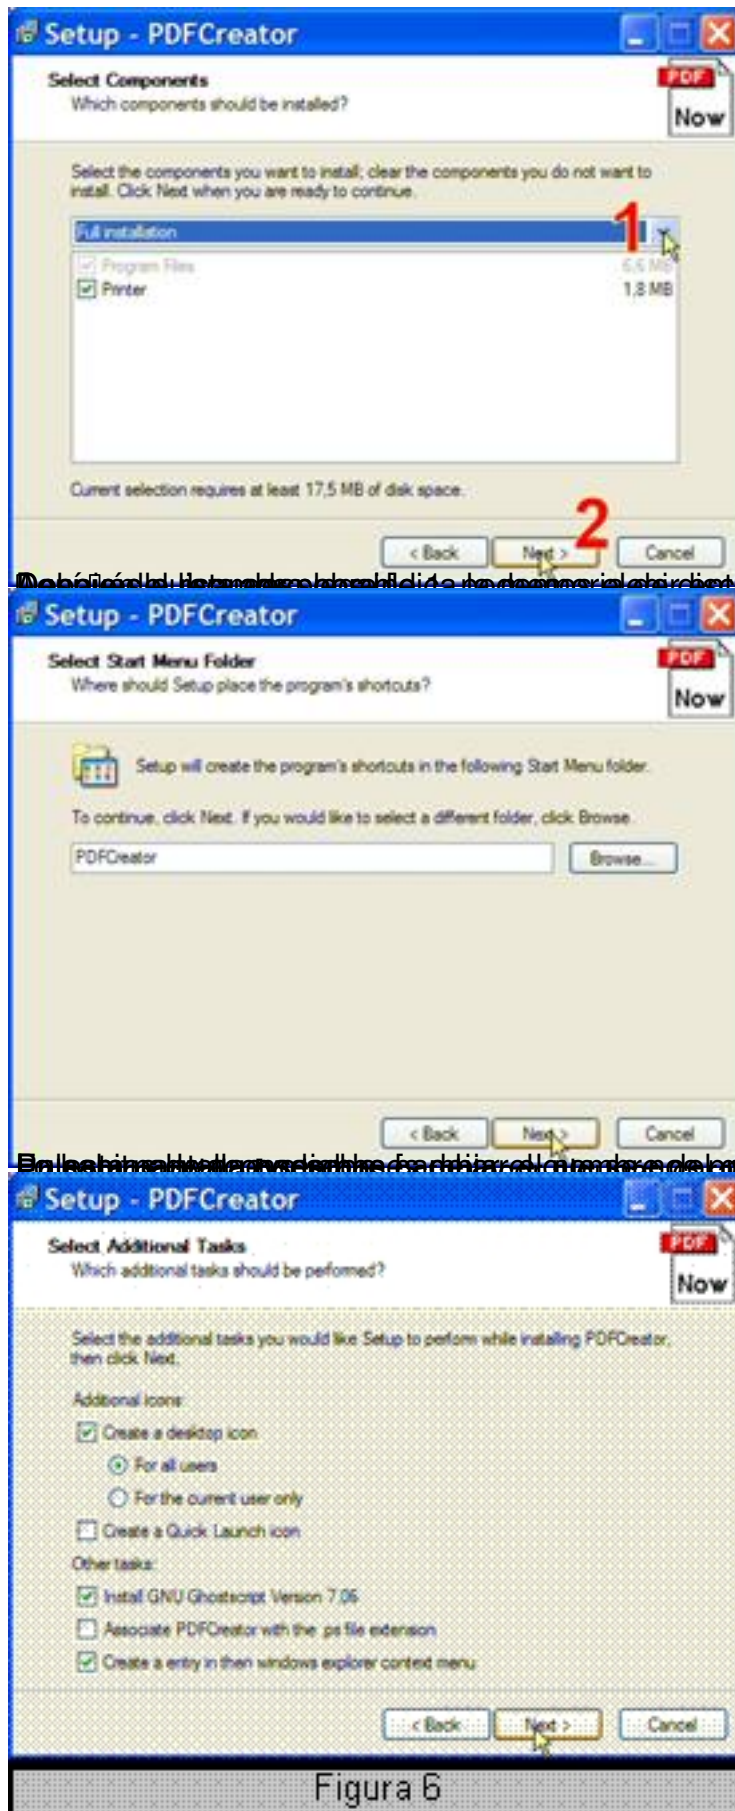 Setup - PDFCreator
Select Components
Which components should be installed?
PDF
Now
Select the components you want to install; clear the components you do not want to
install. Click Next when you are ready to continue.
Full installation
1
Program Files 6,6 MB
Printer 1,8 MB
Current selection requires at least 17,5 MB of disk space.
2
< Back Next > Cancel
Setup - PDFCreator
Select Start Menu Folder
Where should Setup place the program's shortcuts?
PDF
Now
Setup will create the program's shortcuts in the following Start Menu folder.
To continue, click Next. If you would like to select a different folder, click Browse.
PDFCreator
Browse...
< Back Next > Cancel
Setup - PDFCreator
Select Additional Tasks
Which additional tasks should be performed?
PDF
Now
Select the additional tasks you would like Setup to perform while installing PDFCreator,
then click Next.
Additional icons:
Create a desktop icon
For all users
For the current user only
Create a Quick Launch icon
Other tasks:
Install GNU Ghostscript Version 7.06
Associate PDFCreator with the .ps file extension
Create a entry in then windows explorer context menu
< Back Next > Cancel
Figura 6